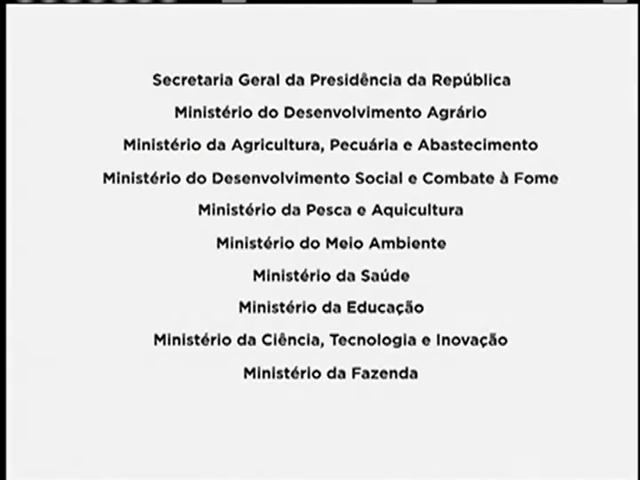 Secretaria Geral da Presidência da República
Ministério do Desenvolvimento Agrário
Ministério da Agricultura, Pecuária e Abastecimento
Ministério do Desenvolvimento Social e Combate à Fome
Ministério da Pesca e Aquicultura
Ministério do Meio Ambiente
Ministério da Saúde
Ministério da Educação
Ministério da Ciência, Tecnologia e Inovação
Ministério da Fazenda